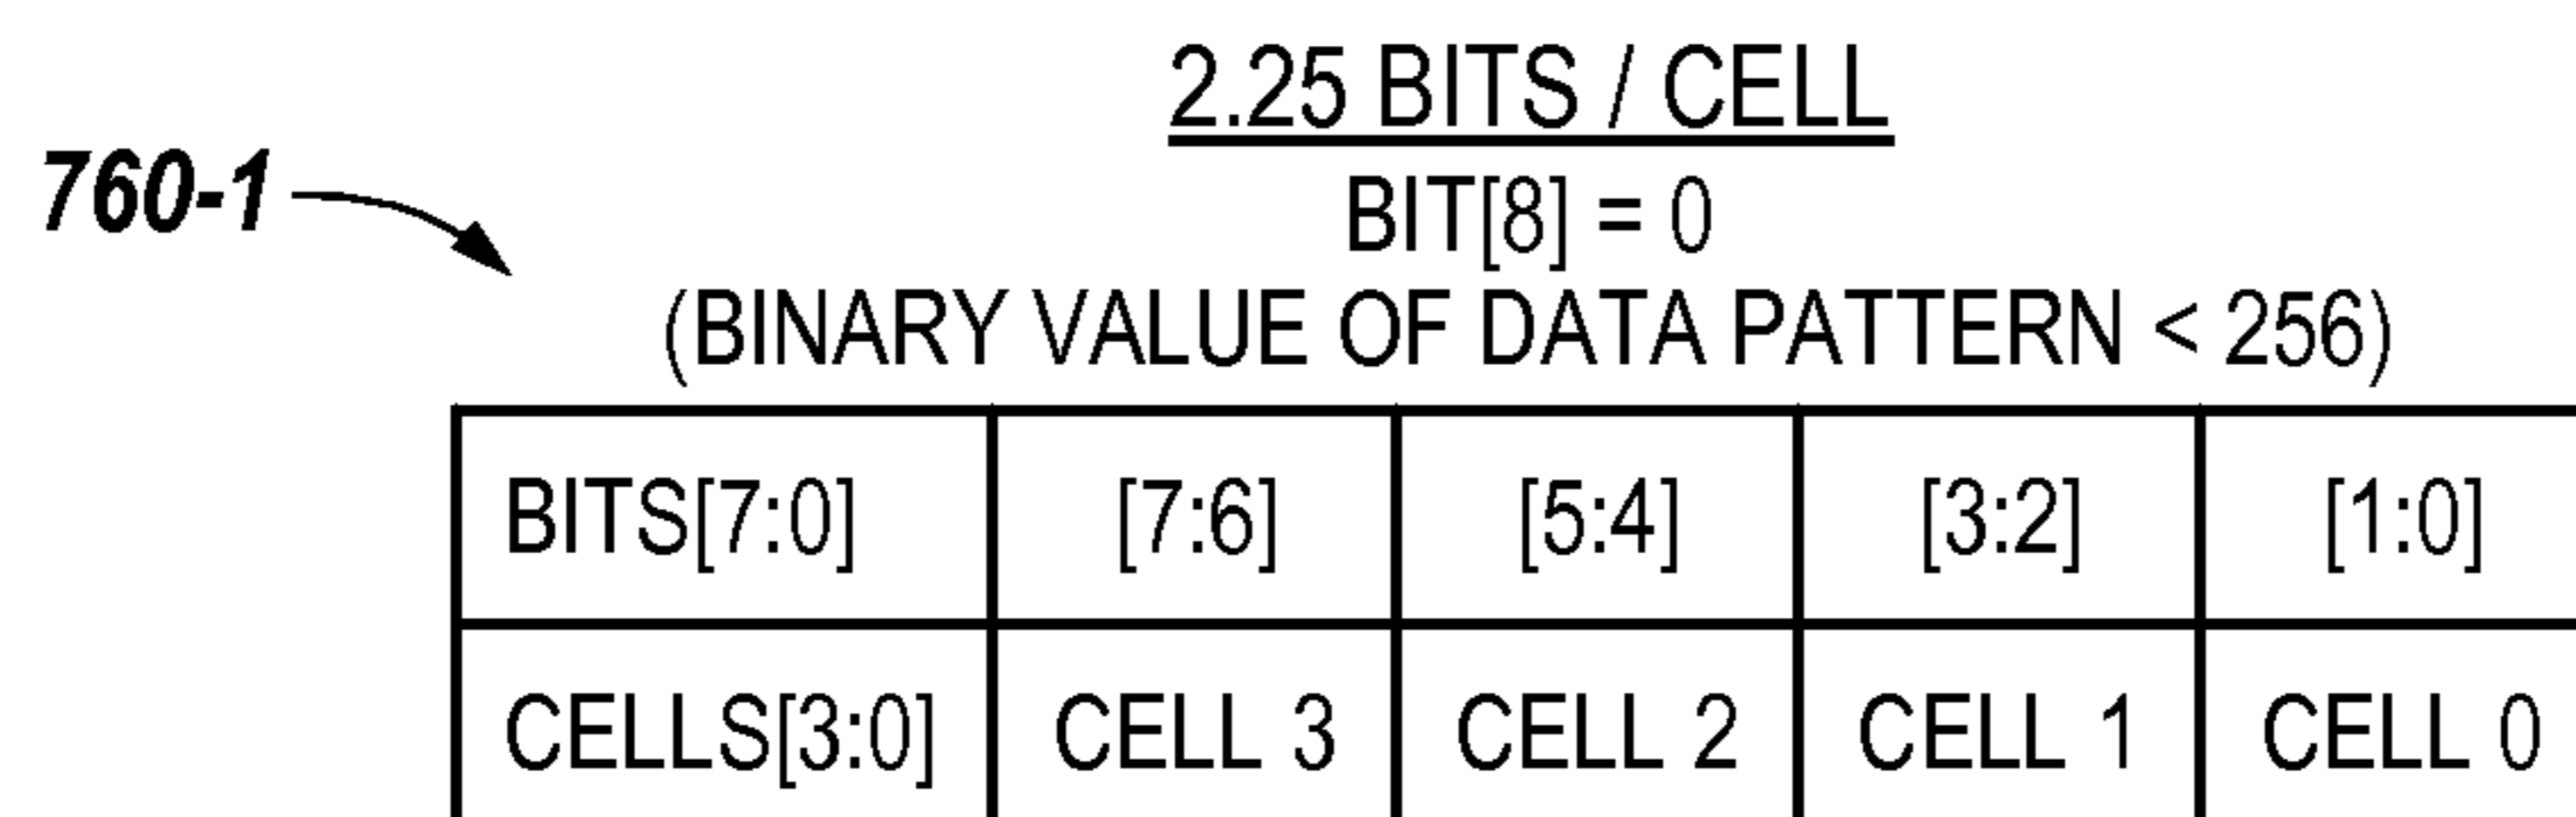 2.25 BITS / CELL
760-1
BIT[8] = 0
(BINARY VALUE OF DATA PATTERN < 256)
BITS[7:0] [7:6] [5:4] [3:2] [1:0]
CELLS[3:0] CELL 3 CELL 2 CELL 1 CELL 0